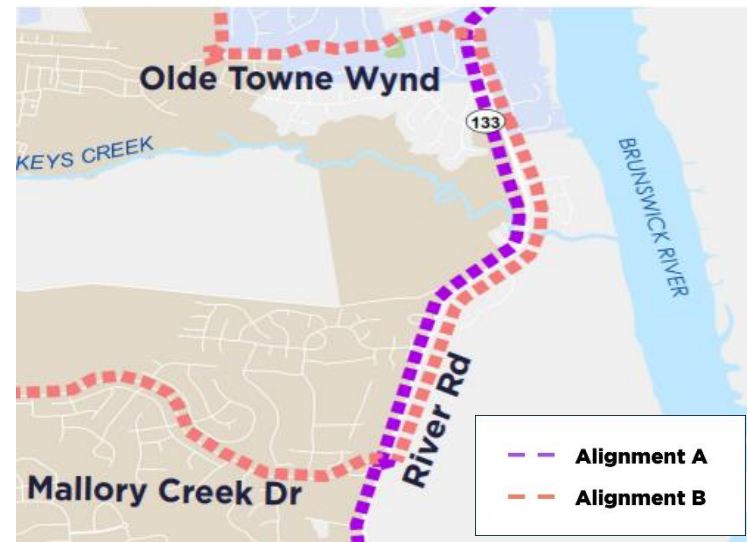 Olde Towne Wynd
133
KEYS CREEK
BRUNSWICK RIVER
River Rd
Mallory Creek Dr
Alignment A
Alignment B